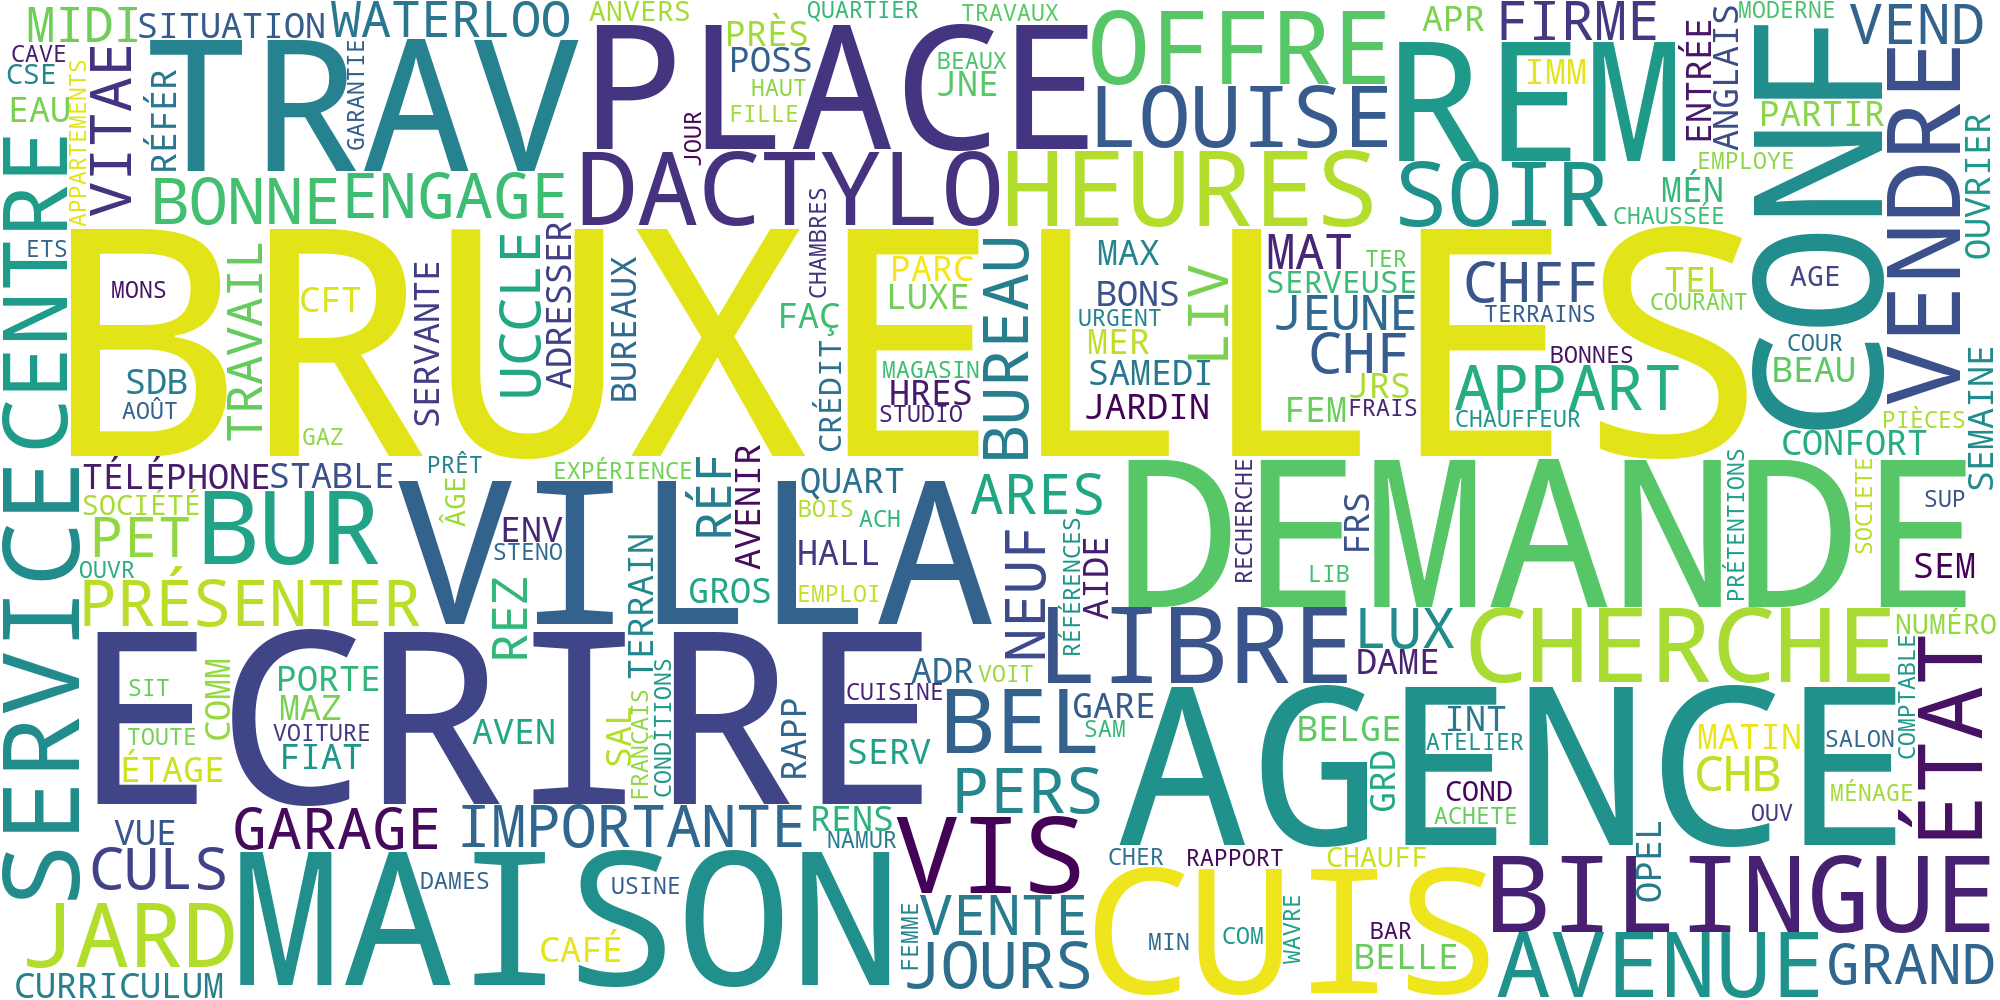 MIDI
SITUATION
WATERLOO
ANVERS
PRÈS
QUARTIER
TRAVAUX
OFFRE
APR
FIRME
MODERNE
VEND
CAVE
CSE
EAU
APPARTEMENTS
VITAE
RÉFÉR
TRAV
GARANTIE
PLACE
POSS
HAUT
FILLE
BEAUX
JNE
LOUISE
REM
IMM
ENTRÉE
ANGLAIS
CONF
PARTIR
VENDRE
OUVRIER
JOUR
EMPLOYE
CENTRE
BONNE
ENGAGE
DACTYLO
HEURES
SOIR
MÉN
CHAUSSÉE
ETS
MONS
BRUXELLES
TRAVAIL
CFT
SERVANTE
UCCLE
ADRESSER
BUREAUX
CHAMBRES
FAÇ
PARC
LUXE
BUREAU
MAX
BONS
URGENT
MER
LIV
MAT
SERVEUSE
TER
JEUNE
CHFF
TERRAINS
TEL
COURANT
AGE
SDB
AOÛT
GAZ
CRÉDIT
MAGASIN
HRES
STUDIO
SAMEDI
JARDIN
CHF
JRS
FEM
FRAIS
BONNES
APPART
CHAUFFEUR
COUR
BEAU
PIÈCES
SEMAINE
CONFORT
TÉLÉPHONE
STABLE
PRÊT
EXPÉRIENCE
SOCIÉTÉ
PET
BUR
ÂGE
VILLA
ENV
STENO
RÉF
AVENIR
QUART
BOIS
ACH
ARES
HALL
EMPLOI
GROS
NEUF
RÉFÉRENCES
AIDE
DEMANDE
RECHERCHE
FRS
LIB
PRÉTENTIONS
SOCIETE
SUP
SEM
OUVR
PRÉSENTER
REZ
TERRAIN
SERVICE
ECRIRE
LIBRE
LUX
DAME
CHERCHE
NUMÉRO
COMPTABLE
ÉTAT
SIT
TOUTE
ÉTAGE
COMM
PORTE
MAZ
VOITURE
FIAT
AVEN
SAL
FRANÇAIS
CONDITIONS
RAPP
CUISINE
SERV
ADR
VOIT
BEL
GARE
SAM
AGENCE
BELGE
GRD
INT
ATELIER
COND
ACHETE
MATIN
CHB
OUV
SALON
MÉNAGE
VUE
CULS
GARAGE
IMPORTANTE
RENS
NAMUR
PERS
VIS
CHER
RAPPORT
CHAUFF
OPEL
BILINGUE
JARD
MAISON
DAMES
USINE
CAFÉ
FEMME
VENTE
JOURS
CUIS
MIN
COM
WAVRE
BAR
BELLE
AVENUE
GRAND
CURRICULUM